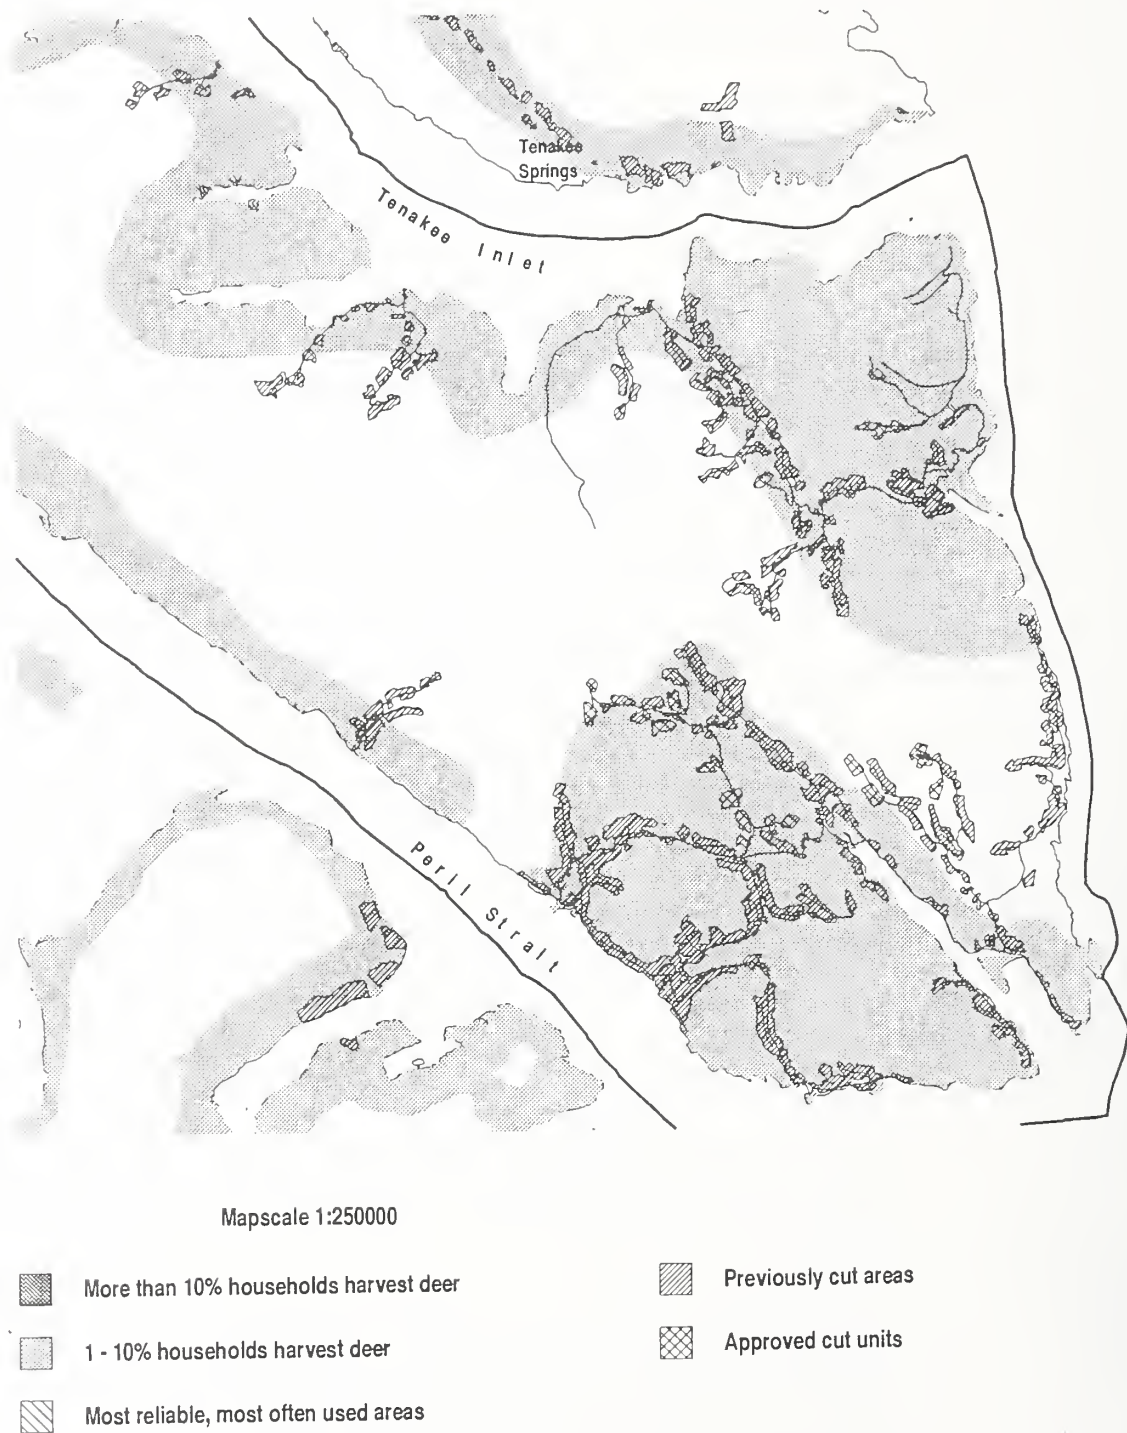 Tenakee
Springs
Tenakee Inlet
Peril Strait
Mapscale 1:250000
More than 10% households harvest deer
1 - 10% households harvest deer
Most reliable, most often used areas
Previously cut areas
Approved cut units